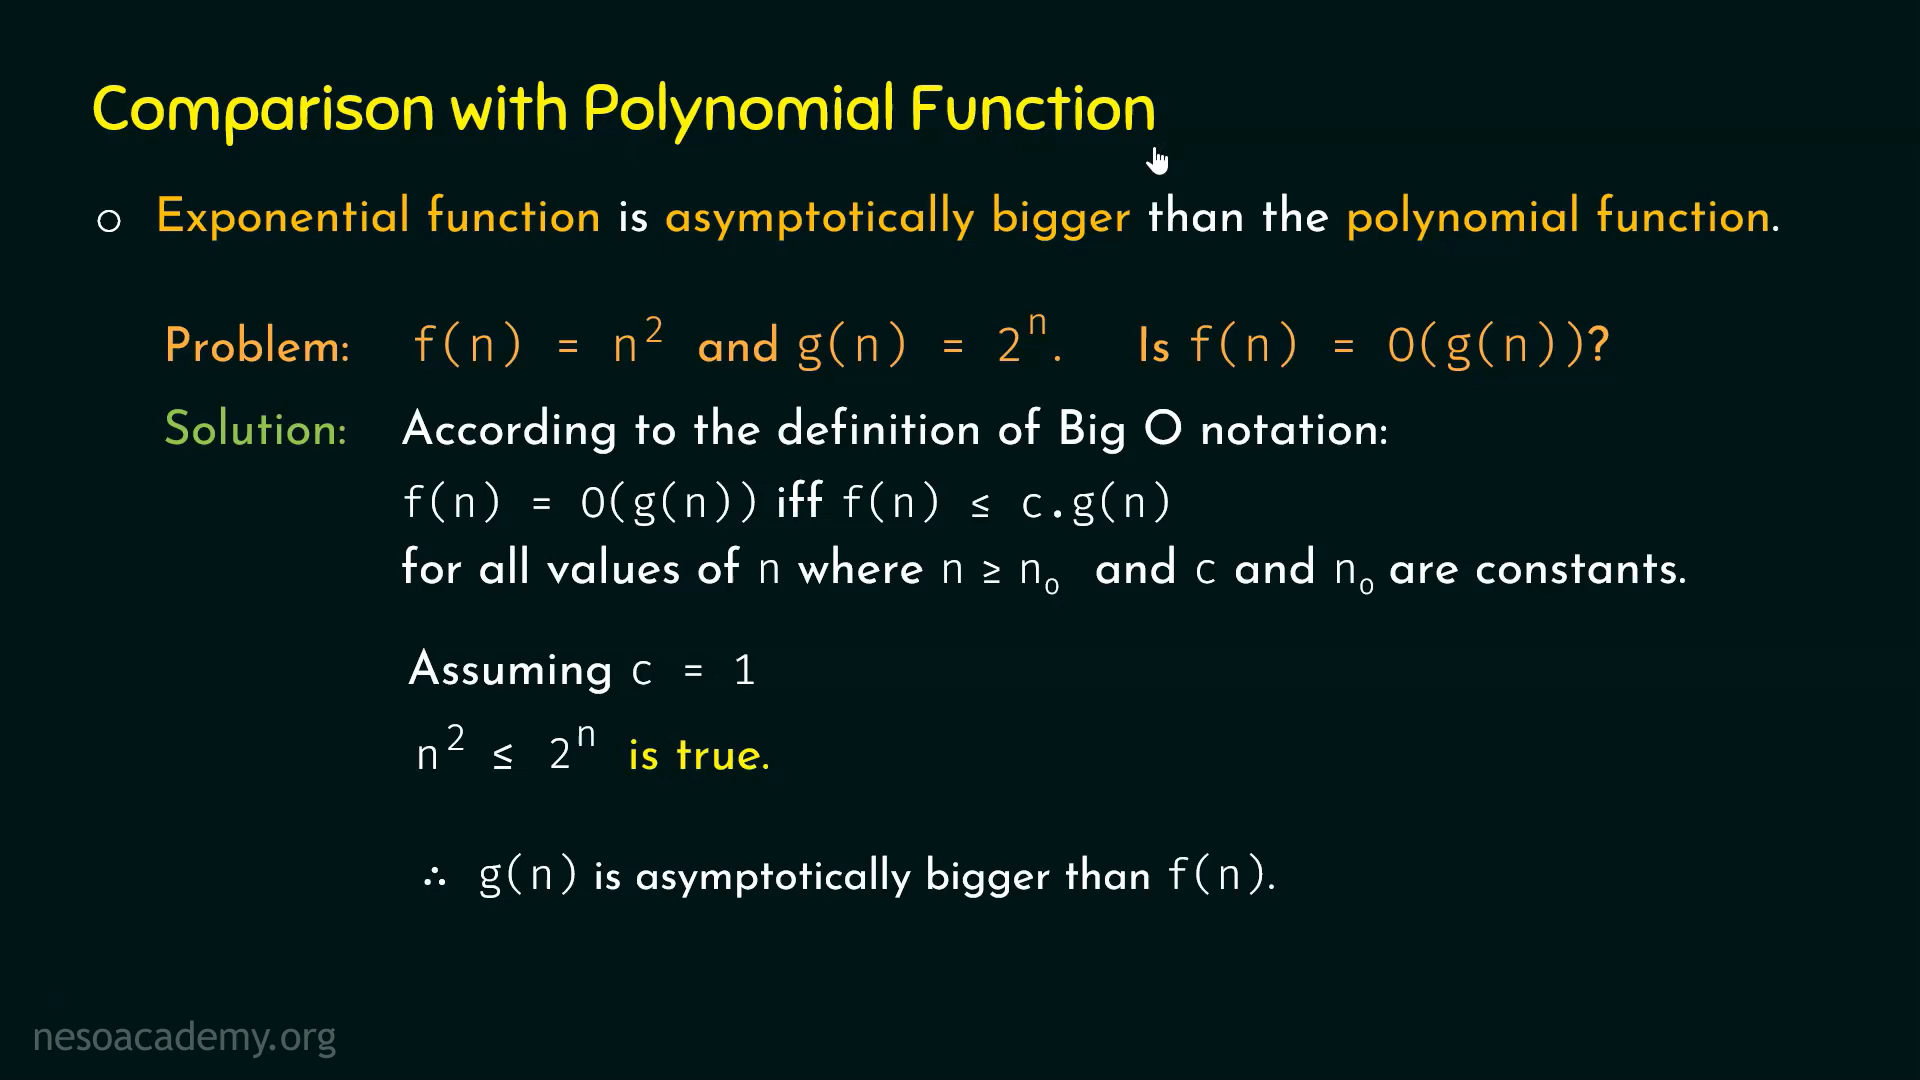 Comparison with Polynomial Function
○ Exponential function is asymptotically bigger than the polynomial function.
Problem: f(n) = n² and g(n) = 2ⁿ. Is f(n) = O(g(n))?
Solution: According to the definition of Big O notation:
f(n) = O(g(n)) iff f(n) ≤ c.g(n)
for all values of n where n ≥ n₀ and c and n₀ are constants.
Assuming c = 1
n² ≤ 2ⁿ is true.
∴ g(n) is asymptotically bigger than f(n).
nesoacademy.org